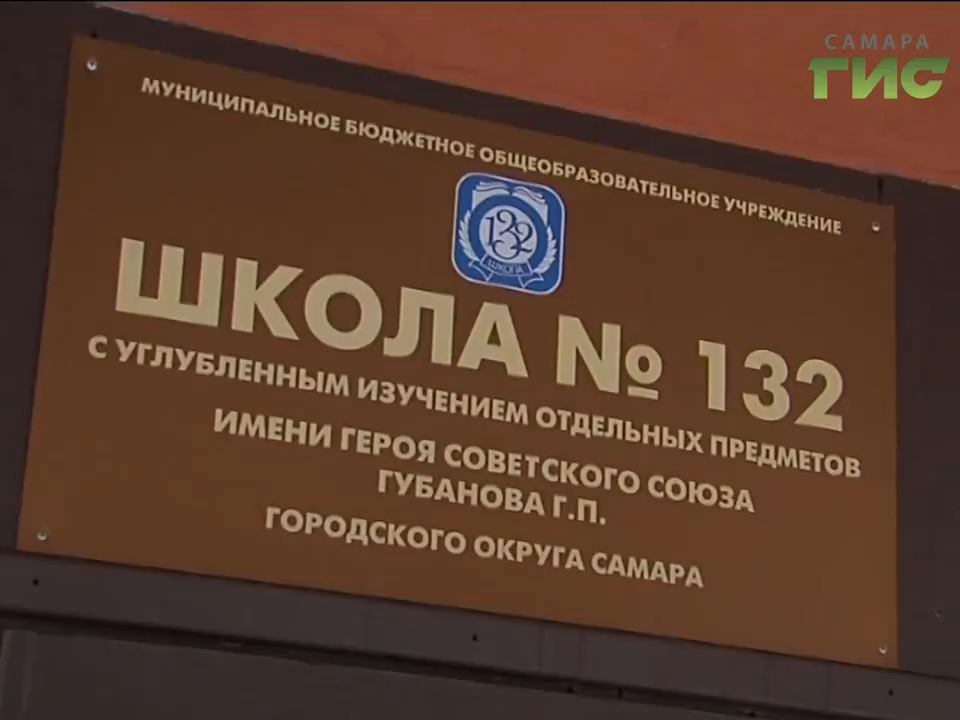 САМАРА
ГИС
МУНИЦИПАЛЬНОЕ БЮДЖЕТНОЕ ОБЩЕОБРАЗОВАТЕЛЬНОЕ УЧРЕЖДЕНИЕ
132
ШКОЛА
ШКОЛА № 132
С УГЛУБЛЕННЫМ ИЗУЧЕНИЕМ ОТДЕЛЬНЫХ ПРЕДМЕТОВ
ИМЕНИ ГЕРОЯ СОВЕТСКОГО СОЮЗА
ГУБАНОВА Г.П.
ГОРОДСКОГО ОКРУГА САМАРА